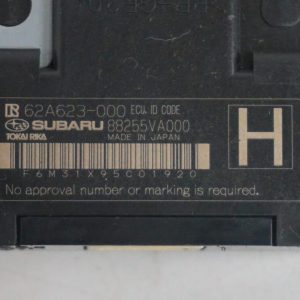 62A623-000 ECU ID CODE
SUBARU 88255VA000
TOKAI RIKA MADE IN JAPAN
H
F6M31X95C01920
No approval number or marking is required.